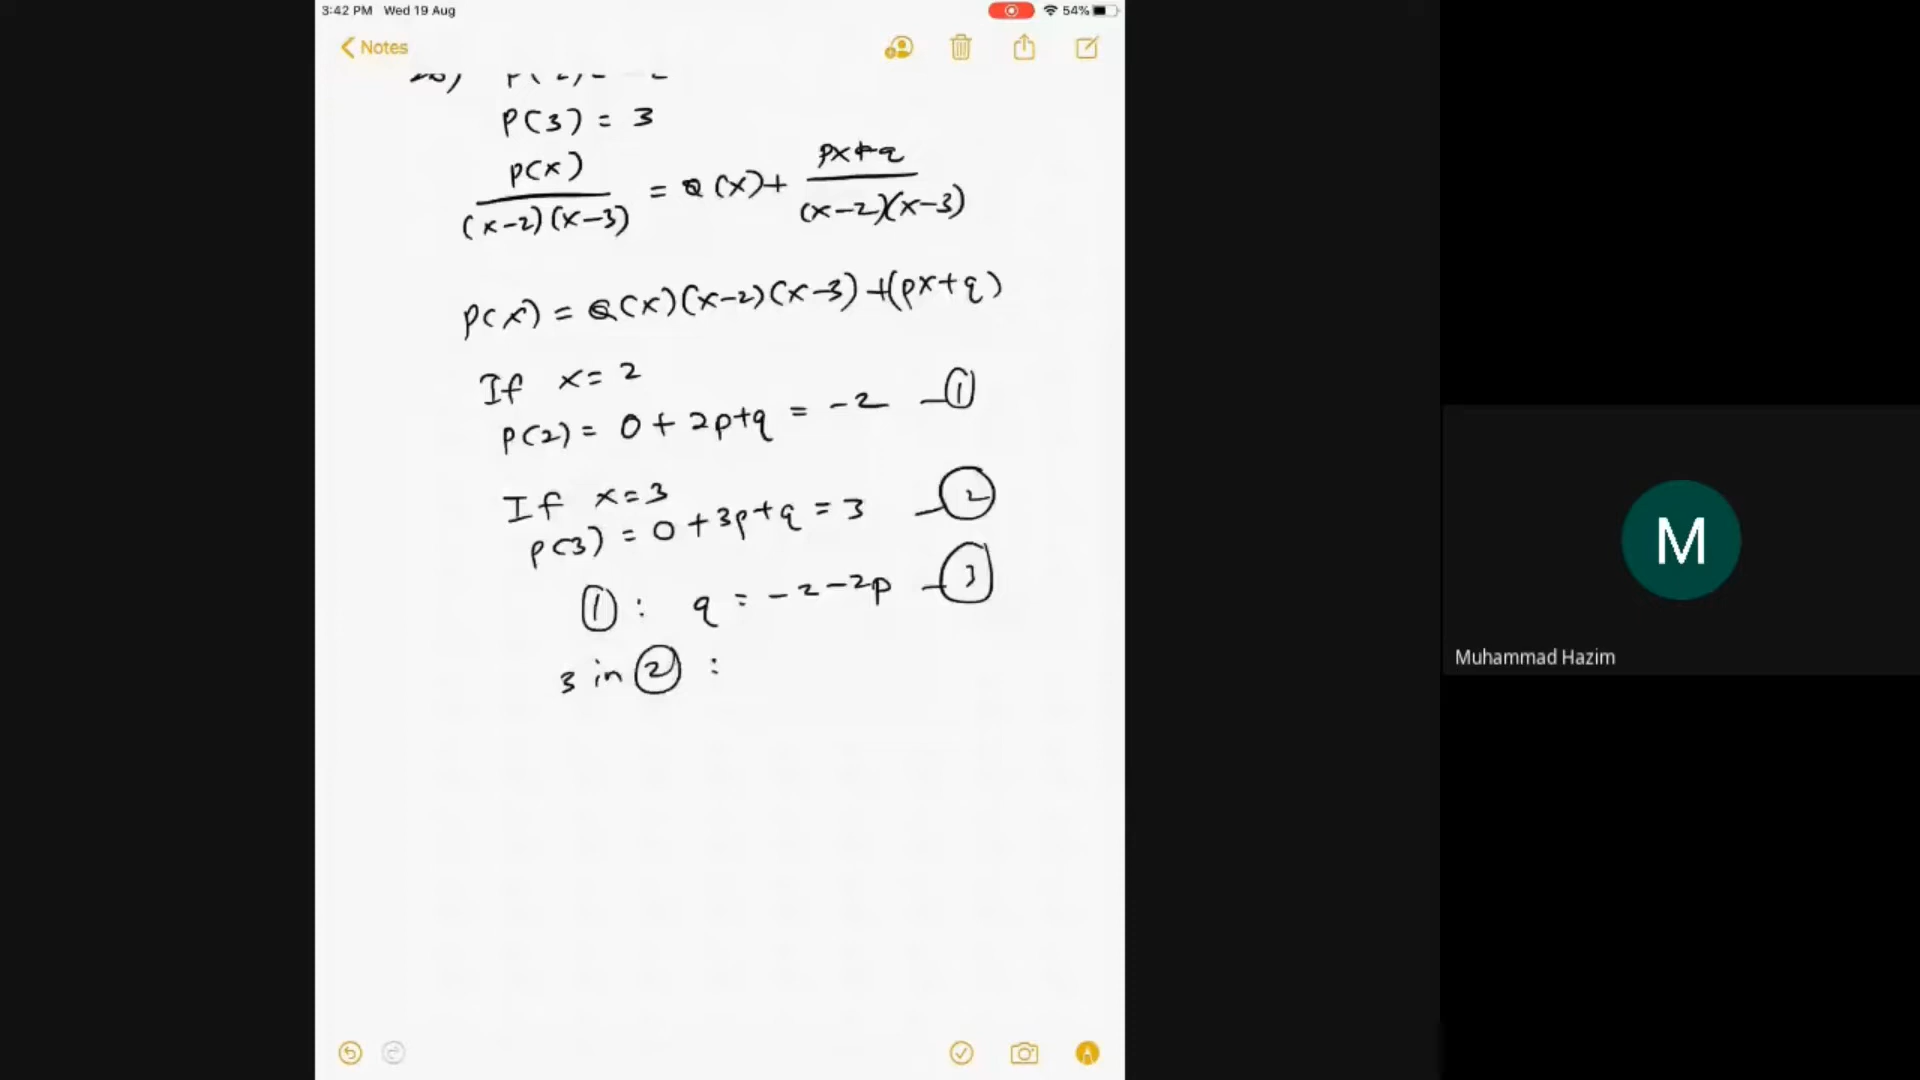 3:42 PM Wed 19 Aug
54%
Notes
P(3) = 3
P(x) / (x-2)(x-3) = Q(x) + px+q / (x-2)(x-3)
P(x) = Q(x)(x-2)(x-3) + (px+q)
If x = 2
P(2) = 0 + 2p+q = -2 — ①
If x = 3
P(3) = 0 + 3p+q = 3 — ②
① : q = -2-2p — ③
3 in ② :
M
Muhammad Hazim